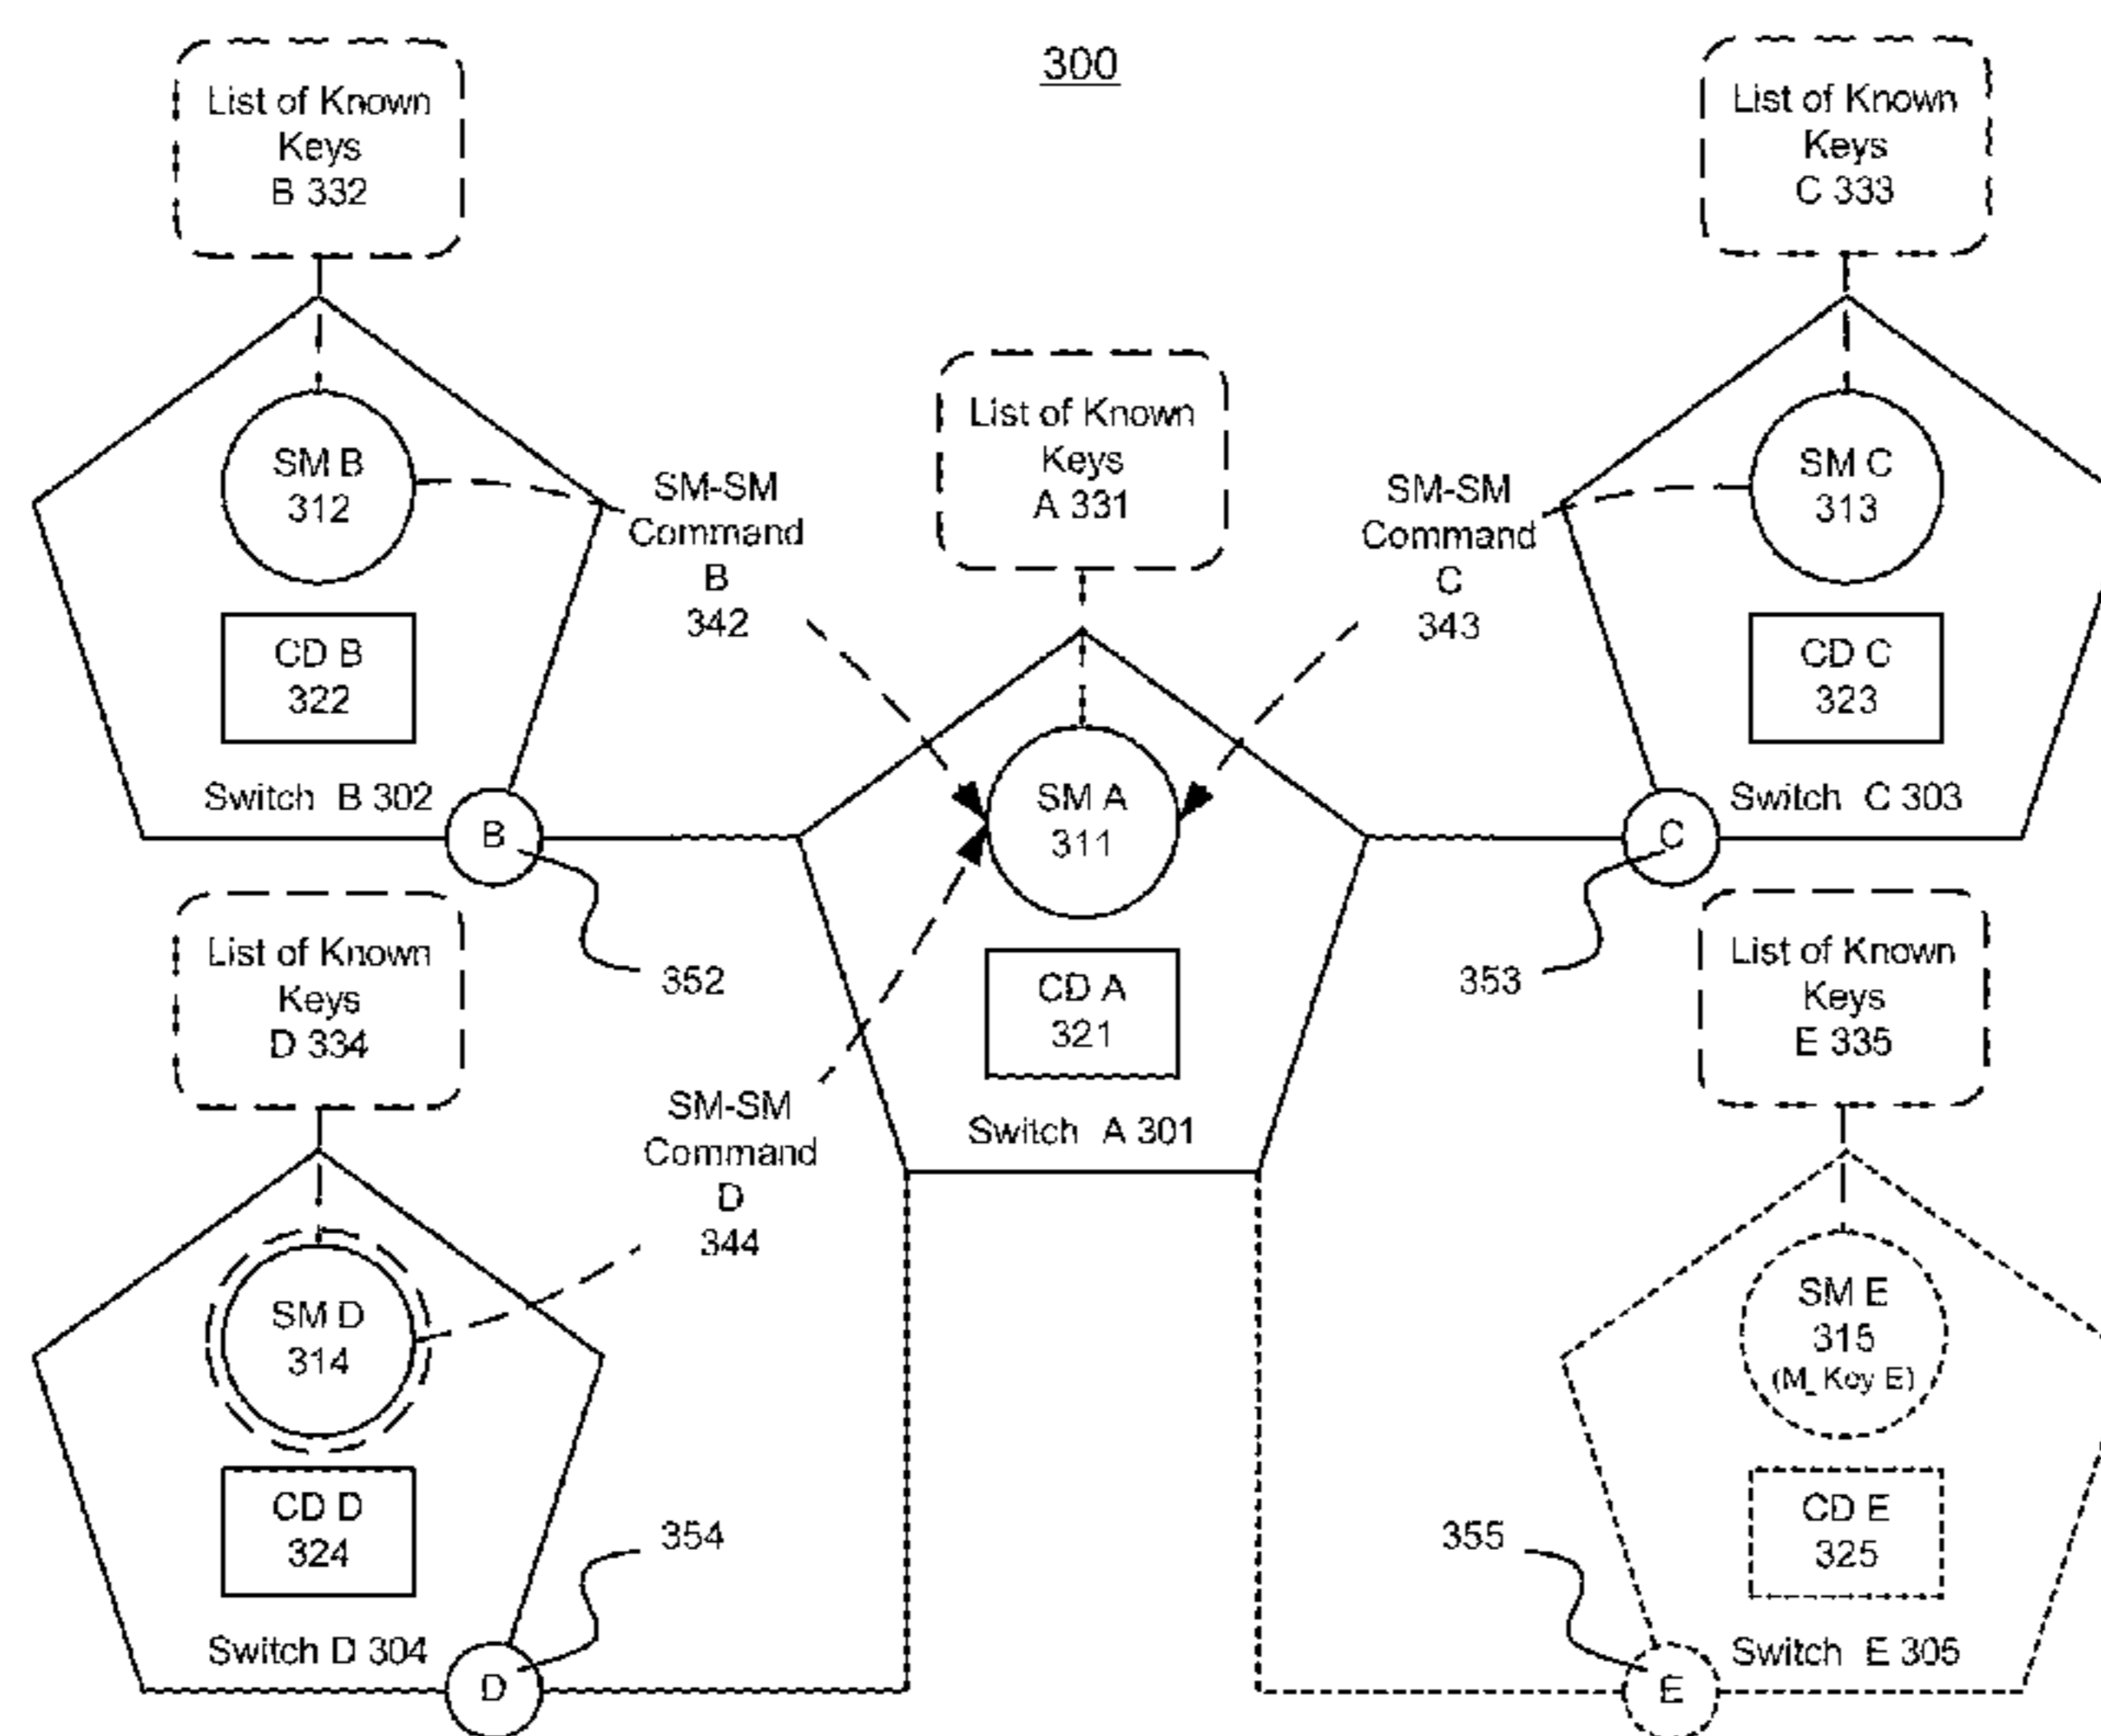 300
List of Known
Keys
B 332
List of Known
Keys
C 333
List of Known
Keys
A 331
SM B
312
SM-SM
Command
B
342
SM-SM
Command
C
343
SM C
313
CD B
322
CD C
323
Switch B 302
SM A
311
Switch C 303
B
C
List of Known
Keys
D 334
352
CD A
321
353
List of Known
Keys
E 335
SM-SM
Command
D
344
Switch A 301
SM D
314
SM E
315
(M_Key E)
CD D
324
354
355
CD E
325
Switch D 304
Switch E 305
D
E